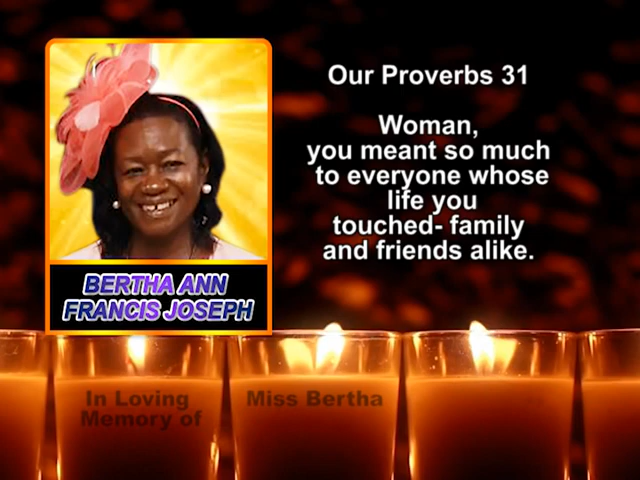 Our Proverbs 31
Woman,
you meant so much
to everyone whose
life you
touched- family
and friends alike.
BERTHA ANN
FRANCIS JOSEPH
In Loving
Memory of
Miss Bertha